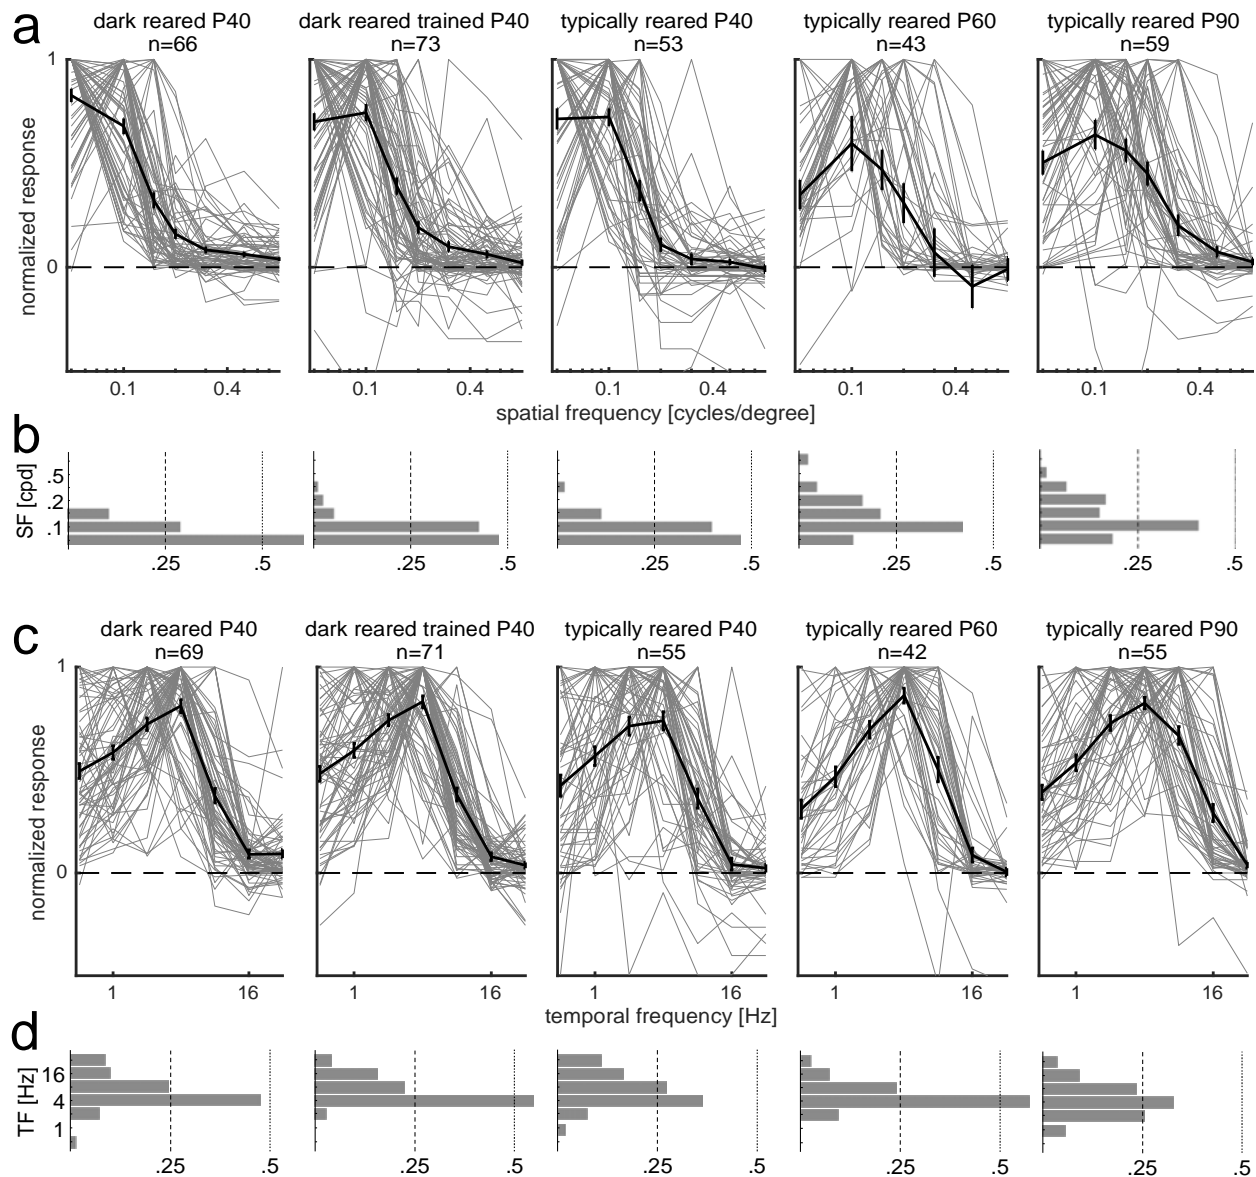 a
dark reared P40
n=66
dark reared trained P40
n=73
typically reared P40
n=53
typically reared P60
n=43
typically reared P90
n=59
normalized response
1
0
0.1 0.4
0.1 0.4
0.1 0.4
0.1 0.4
0.1 0.4
spatial frequency [cycles/degree]
b
SF [cpd]
.5
.2
.1
.25 .5
.25 .5
.25 .5
.25 .5
.25 .5
c
dark reared P40
n=69
dark reared trained P40
n=71
typically reared P40
n=55
typically reared P60
n=42
typically reared P90
n=55
normalized response
1
0
1 16
1 16
1 16
1 16
1 16
temporal frequency [Hz]
d
TF [Hz]
16
4
1
.25 .5
.25 .5
.25 .5
.25 .5
.25 .5